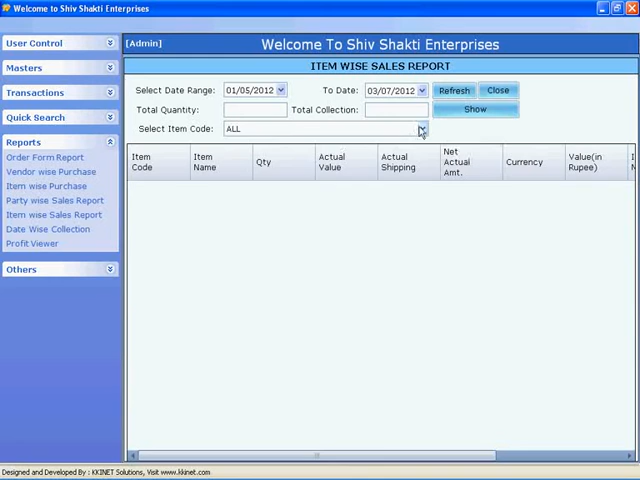 Welcome to Shiv Shakti Enterprises
User Control
[Admin]
Welcome To Shiv Shakti Enterprises
Masters
ITEM WISE SALES REPORT
Transactions
Select Date Range: 01/05/2012 To Date: 03/07/2012 Refresh Close
Total Quantity: Total Collection: Show
Quick Search
Select Item Code: ALL
Reports
Order Form Report
Vendor wise Purchase
Item wise Purchase
Party wise Sales Report
Item wise Sales Report
Date Wise Collection
Profit Viewer
Others
Item Code
Item Name
Qty
Actual Value
Actual Shipping
Net Actual Amt.
Currency
Value(in Rupee)
Designed and Developed By : KKINET Solutions, Visit www.kkinet.com